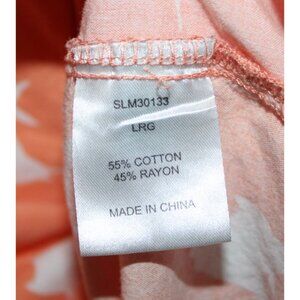 SLM30133
LRG
55% COTTON
45% RAYON
MADE IN CHINA